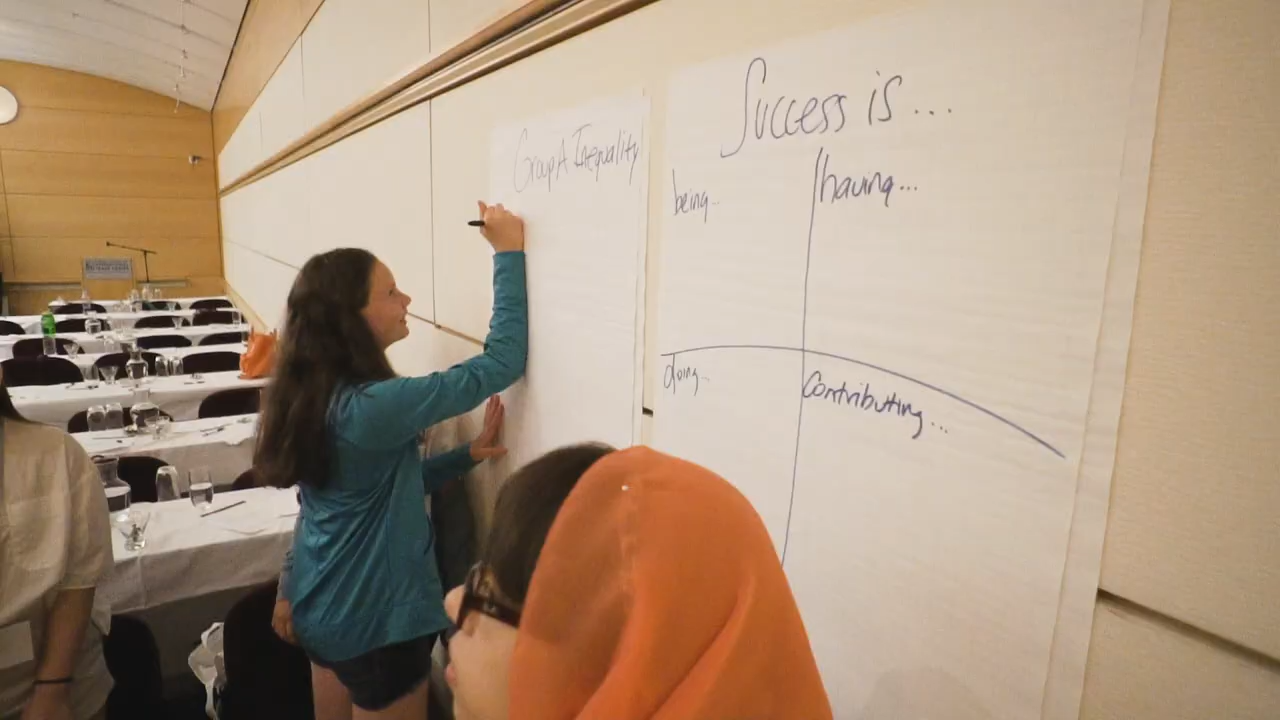 Group A Inequality
Success is...
being...
having...
doing...
Contributing...